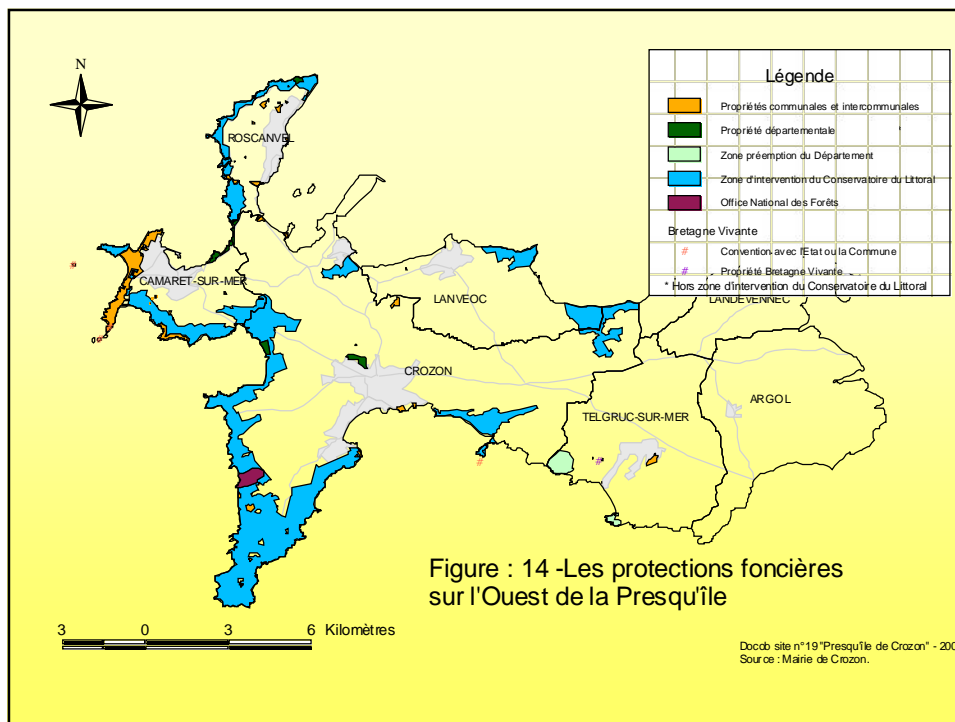 N
Légende
Propriétés communales et intercommunales
Propriété départementale
Zone préemption du Département
Zone d'intervention du Conservatoire du Littoral
Office National des Forêts
Bretagne Vivante
# Convention avec l'Etat ou la Commune
# Propriété Bretagne Vivante
* Hors zone d'intervention du Conservatoire du Littoral
ROSCANVEL
CAMARET-SUR-MER
LANVEOC
LANDEVENNEC
CROZON
ARGOL
TELGRUC-SUR-MER
Figure : 14 -Les protections foncières
sur l'Ouest de la Presqu'île
3 0 3 6 Kilomètres
Docob site n°19 "Presqu'île de Crozon" - 200
Source : Mairie de Crozon.